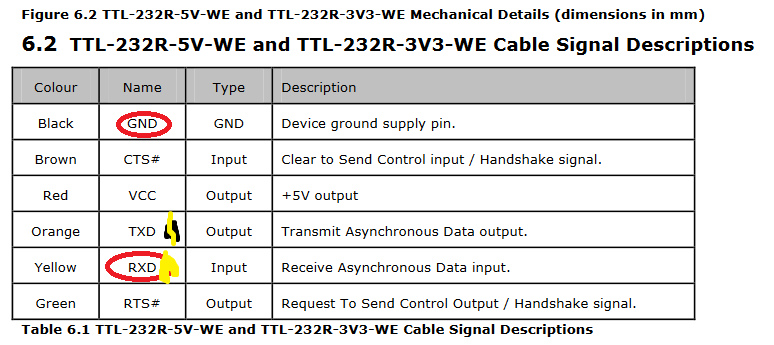 Figure 6.2 TTL-232R-5V-WE and TTL-232R-3V3-WE Mechanical Details (dimensions in mm)
6.2 TTL-232R-5V-WE and TTL-232R-3V3-WE Cable Signal Descriptions
Colour Name Type Description
Black GND GND Device ground supply pin.
Brown CTS# Input Clear to Send Control input / Handshake signal.
Red VCC Output +5V output
Orange TXD Output Transmit Asynchronous Data output.
Yellow RXD Input Receive Asynchronous Data input.
Green RTS# Output Request To Send Control Output / Handshake signal.
Table 6.1 TTL-232R-5V-WE and TTL-232R-3V3-WE Cable Signal Descriptions